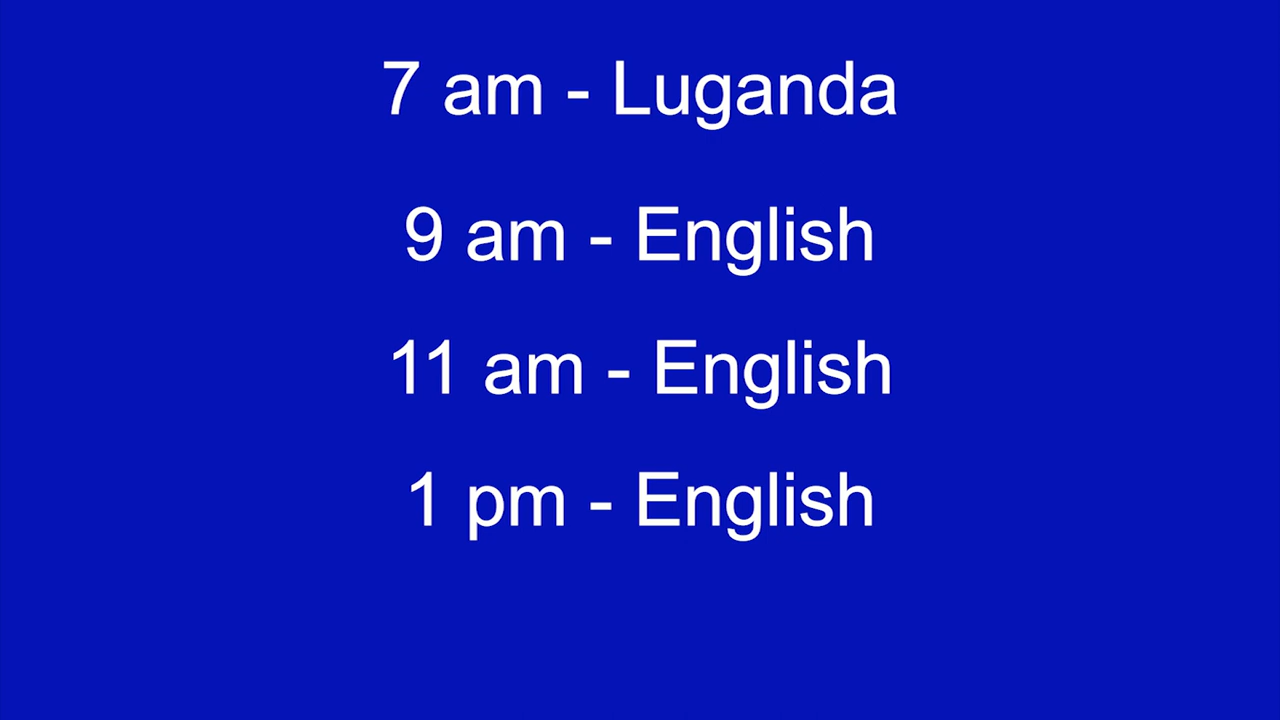 7 am - Luganda
9 am - English
11 am - English
1 pm - English